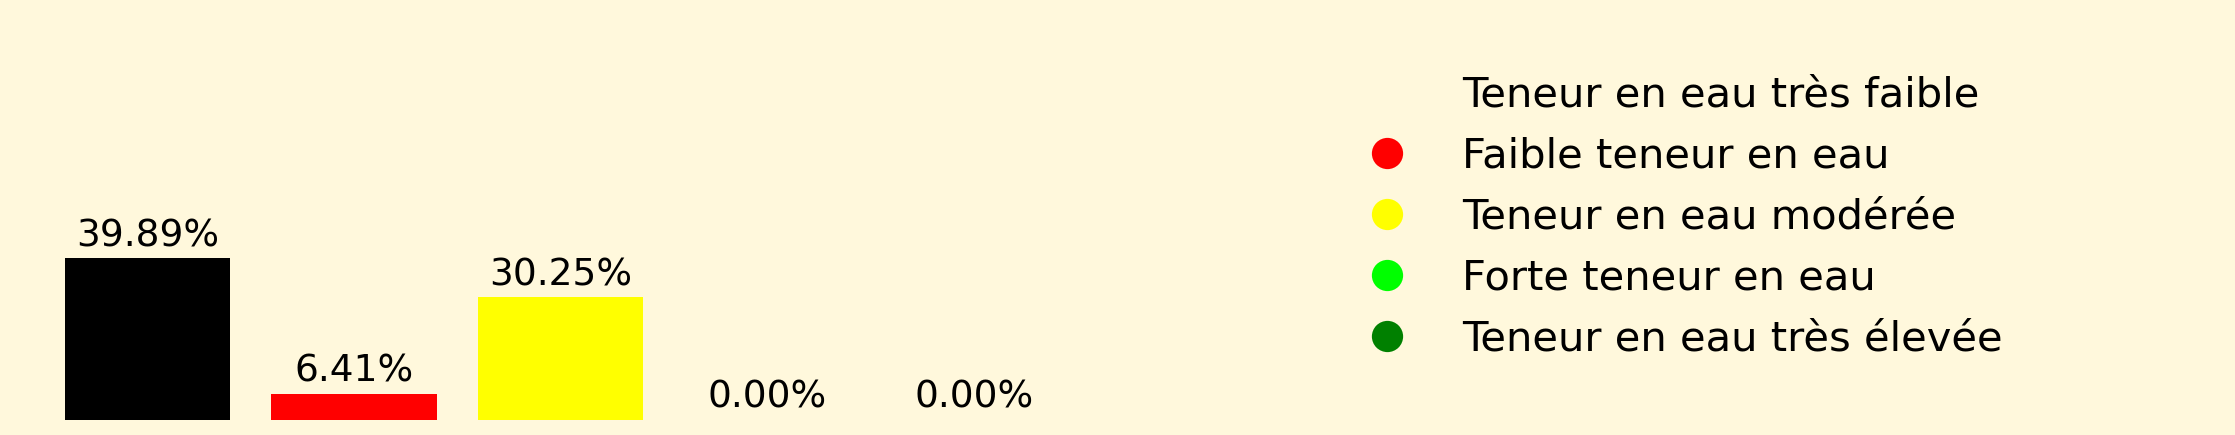 39.89%
6.41%
30.25%
0.00%
0.00%
Teneur en eau très faible
Faible teneur en eau
Teneur en eau modérée
Forte teneur en eau
Teneur en eau très élevée